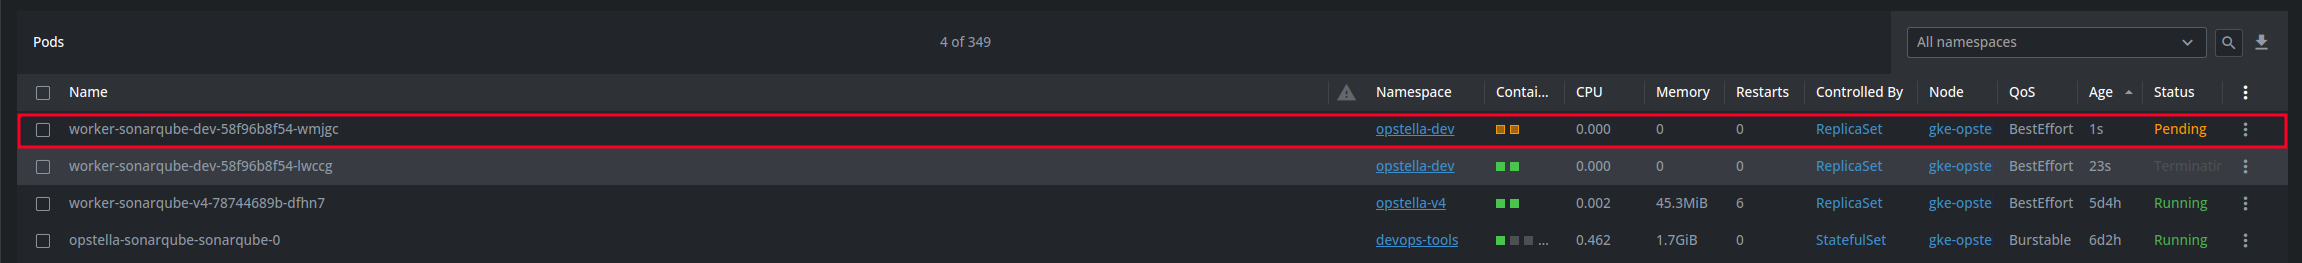 Pods 4 of 349 All namespaces
Name Namespace Contai... CPU Memory Restarts Controlled By Node QoS Age Status
worker-sonarqube-dev-58f96b8f54-wmjgc opstella-dev 0.000 0 0 ReplicaSet gke-opste BestEffort 1s Pending
worker-sonarqube-dev-58f96b8f54-lwccg opstella-dev 0.000 0 0 ReplicaSet gke-opste BestEffort 23s Terminatin
worker-sonarqube-v4-78744689b-dfhn7 opstella-v4 0.002 45.3MiB 6 ReplicaSet gke-opste BestEffort 5d4h Running
opstella-sonarqube-sonarqube-0 devops-tools ... 0.462 1.7GiB 0 StatefulSet gke-opste Burstable 6d2h Running